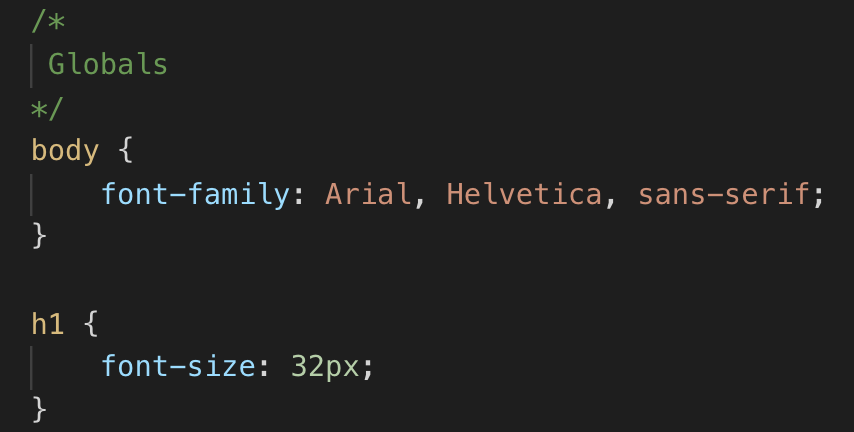 /*
 Globals
*/
body {
    font-family: Arial, Helvetica, sans-serif;
}

h1 {
    font-size: 32px;
}